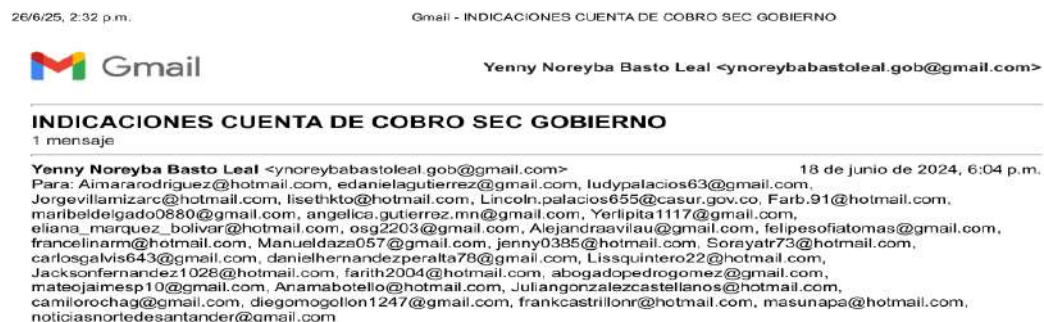 26/6/25, 2:32 p.m. Gmail - INDICACIONES CUENTA DE COBRO SEC GOBIERNO
Gmail Yenny Noreyba Basto Leal <ynoreybabastoleal.gob@gmail.com>
INDICACIONES CUENTA DE COBRO SEC GOBIERNO
1 mensaje
Yenny Noreyba Basto Leal <ynoreybabastoleal.gob@gmail.com> 18 de junio de 2024, 6:04 p.m.
Para: Aimararodriguez@hotmail.com, edanielagutierrez@gmail.com, ludypalacios63@gmail.com,
Jorgevillamizarc@hotmail.com, lisethkto@hotmail.com, Lincoln.palacios655@casur.gov.co, Farb.91@hotmail.com,
maribeldelgado0880@gmail.com, angelica.gutierrez.mn@gmail.com, Yerlipita1117@gmail.com,
eliana_marquez_bolivar@hotmail.com, osg2203@gmail.com, Alejandraavilau@gmail.com, felipesofiatomas@gmail.com,
francelinarm@hotmail.com, Manueldaza057@gmail.com, jenny0385@hotmail.com, Sorayatr73@hotmail.com,
carlosgalvis643@gmail.com, danielhernandezperalta78@gmail.com, Lissquintero22@hotmail.com,
Jacksonfernandez1028@hotmail.com, farith2004@hotmail.com, abogadopedrogomez@gmail.com,
mateojaimesp10@gmail.com, Anamabotello@hotmail.com, Juliangonzalezcastellanos@hotmail.com,
camilorochag@gmail.com, diegomogollon1247@gmail.com, frankcastrillonr@hotmail.com, masunapa@hotmail.com,
noticiasnortedesantander@gmail.com